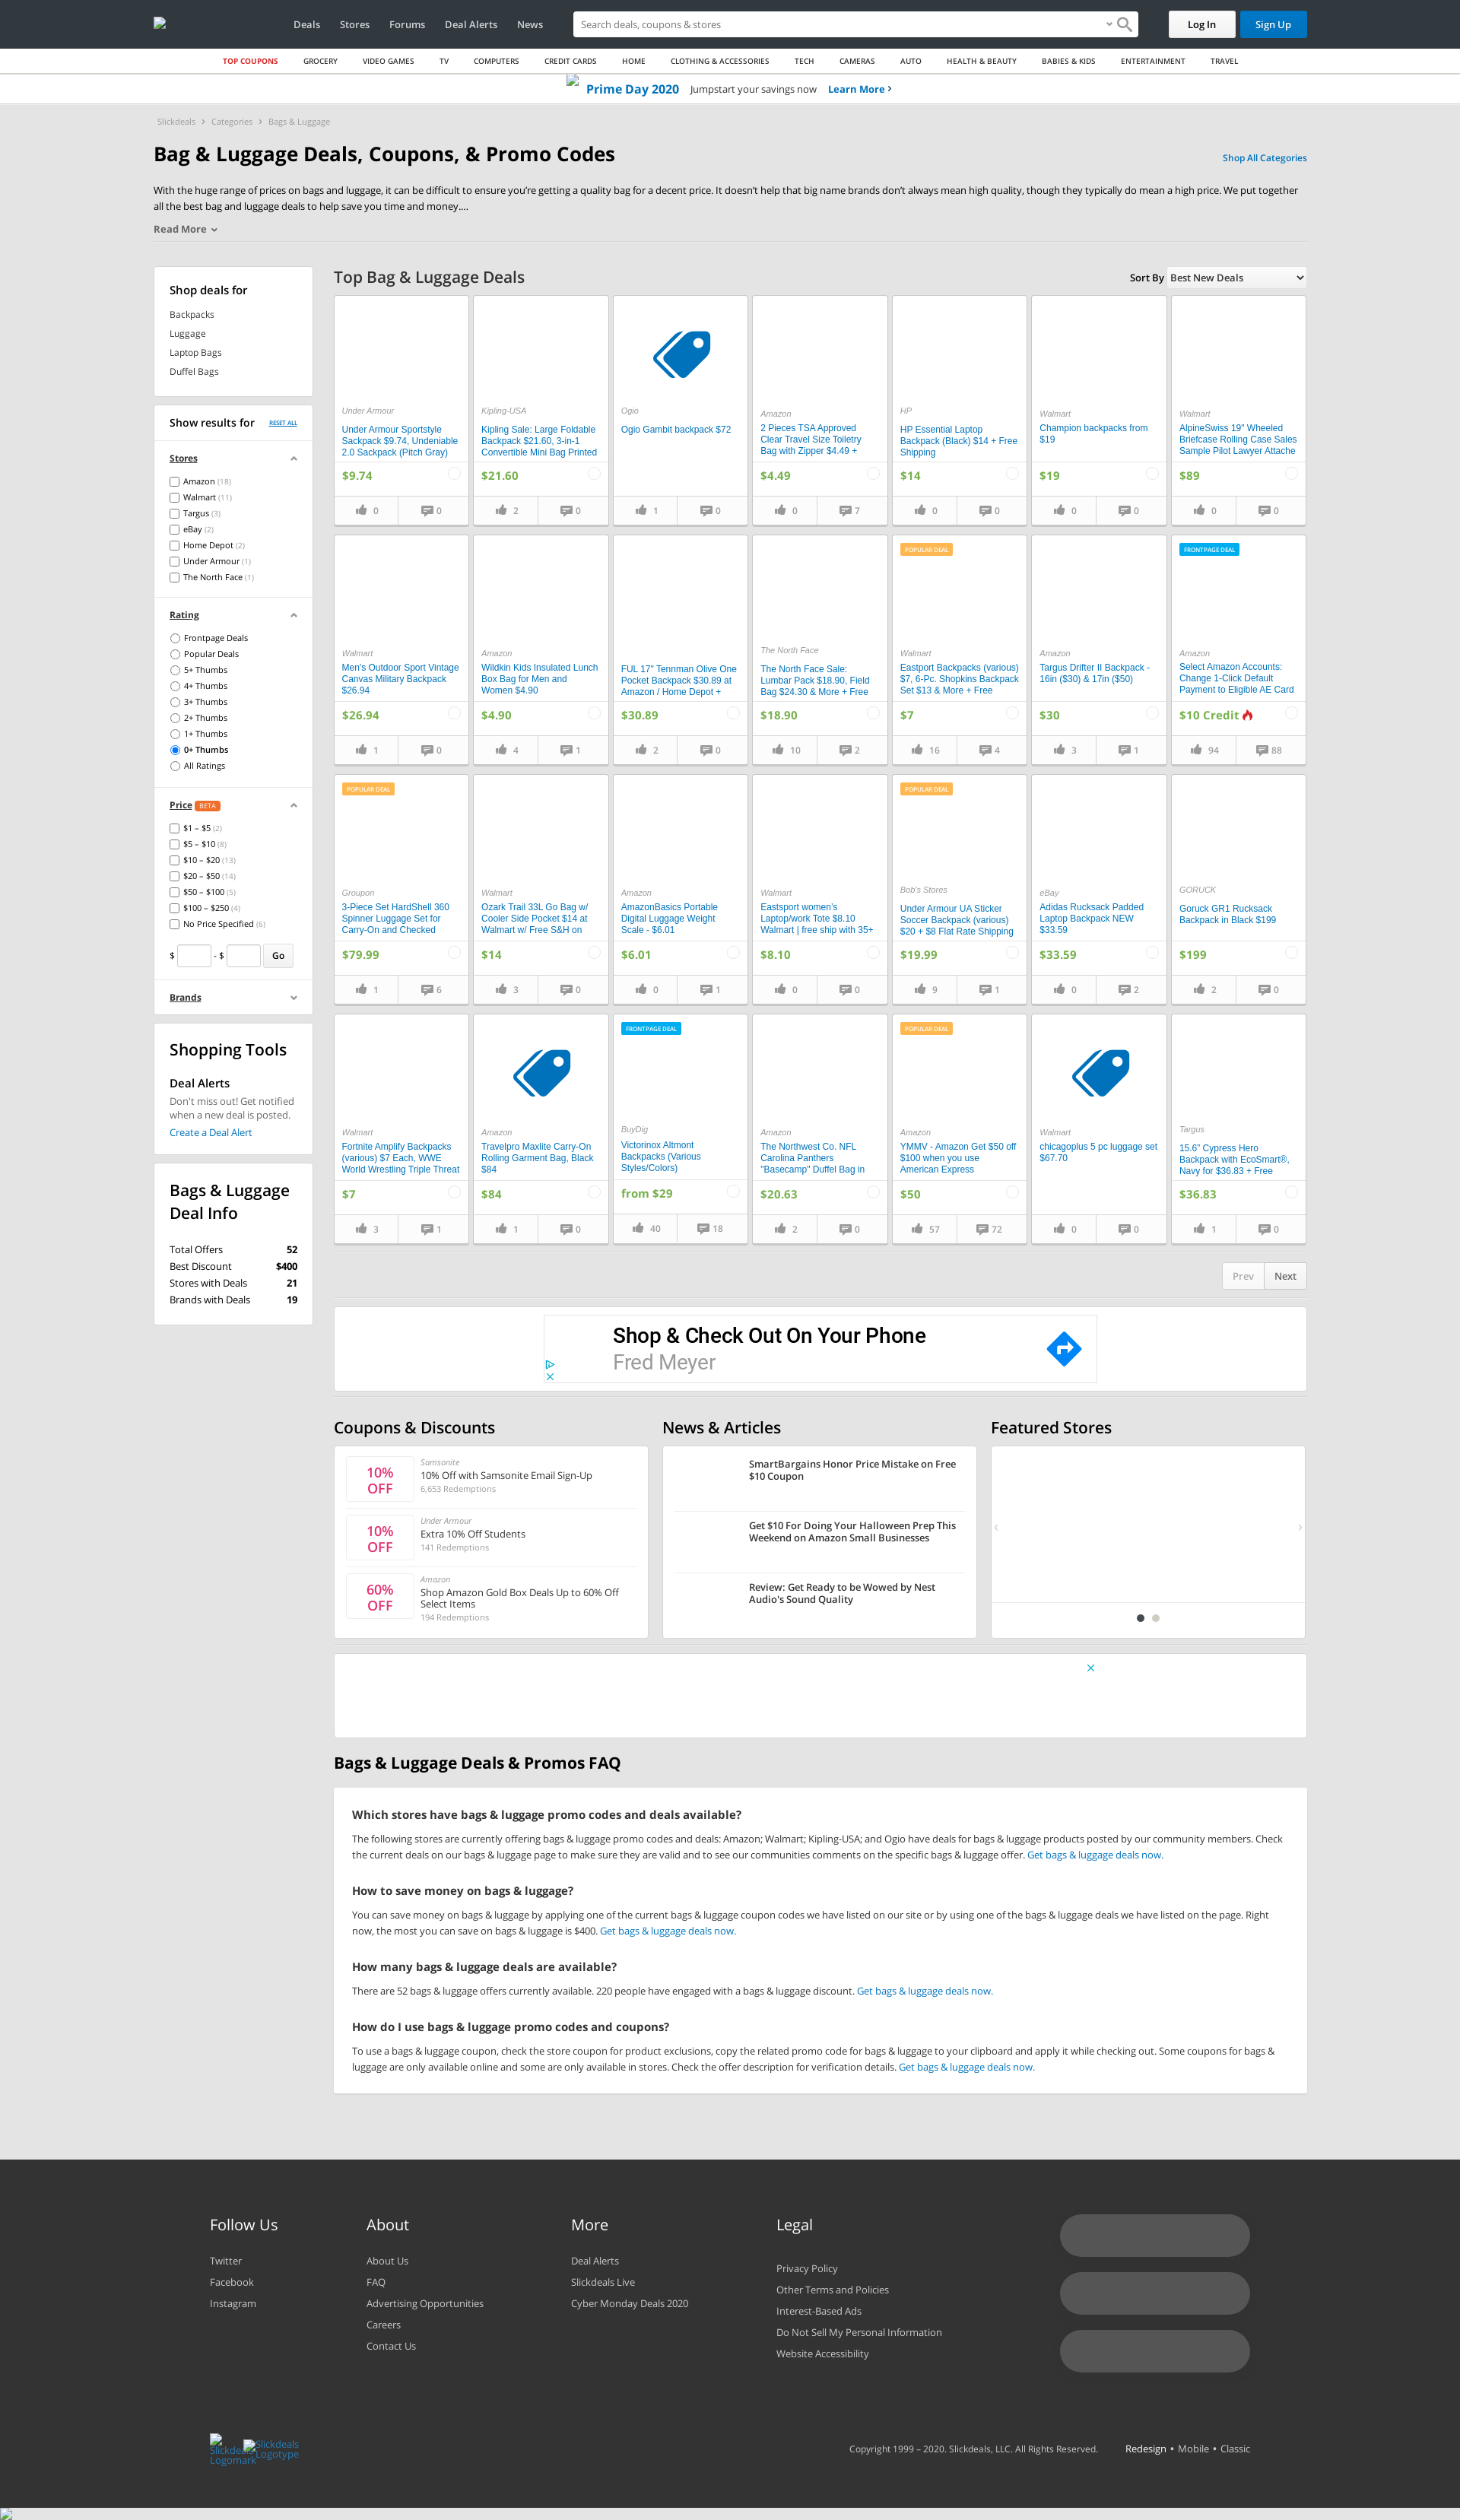 Deals Stores Forums Deal Alerts News
Search deals, coupons & stores
Log In
Sign Up
TOP COUPONS GROCERY VIDEO GAMES TV COMPUTERS CREDIT CARDS HOME CLOTHING & ACCESSORIES TECH CAMERAS AUTO HEALTH & BEAUTY BABIES & KIDS ENTERTAINMENT TRAVEL
Prime Day 2020 Jumpstart your savings now Learn More ›
Slickdeals › Categories › Bags & Luggage
Bag & Luggage Deals, Coupons, & Promo Codes
Shop All Categories
With the huge range of prices on bags and luggage, it can be difficult to ensure you're getting a quality bag for a decent price. It doesn't help that big name brands don't always mean high quality, though they typically do mean a high price. We put together
all the best bag and luggage deals to help save you time and money....
Read More
Shop deals for
Backpacks
Luggage
Laptop Bags
Duffel Bags
Show results for RESET ALL
Stores
Amazon (18)
Walmart (11)
Targus (3)
eBay (2)
Home Depot (2)
Under Armour (1)
The North Face (1)
Rating
Frontpage Deals
Popular Deals
5+ Thumbs
4+ Thumbs
3+ Thumbs
2+ Thumbs
1+ Thumbs
0+ Thumbs
All Ratings
Price BETA
$1 – $5 (2)
$5 – $10 (8)
$10 – $20 (13)
$20 – $50 (14)
$50 – $100 (5)
$100 – $250 (4)
No Price Specified (6)
$ - $ Go
Brands
Shopping Tools
Deal Alerts
Don't miss out! Get notified
when a new deal is posted.
Create a Deal Alert
Bags & Luggage
Deal Info
Total Offers 52
Best Discount $400
Stores with Deals 21
Brands with Deals 19
Top Bag & Luggage Deals
Sort By Best New Deals
Under Armour
Under Armour Sportstyle
Sackpack $9.74, Undeniable
2.0 Sackpack (Pitch Gray)
$9.74
0 0
Kipling-USA
Kipling Sale: Large Foldable
Backpack $21.60, 3-in-1
Convertible Mini Bag Printed
$21.60
2 0
Ogio
Ogio Gambit backpack $72
1 0
Amazon
2 Pieces TSA Approved
Clear Travel Size Toiletry
Bag with Zipper $4.49 +
$4.49
0 7
HP
HP Essential Laptop
Backpack (Black) $14 + Free
Shipping
$14
0 0
Walmart
Champion backpacks from
$19
$19
0 0
Walmart
AlpineSwiss 19" Wheeled
Briefcase Rolling Case Sales
Sample Pilot Lawyer Attache
$89
0 0
Walmart
Men's Outdoor Sport Vintage
Canvas Military Backpack
$26.94
$26.94
1 0
Amazon
Wildkin Kids Insulated Lunch
Box Bag for Men and
Women $4.90
$4.90
4 1
FUL 17" Tennman Olive One
Pocket Backpack $30.89 at
Amazon / Home Depot +
$30.89
2 0
The North Face
The North Face Sale:
Lumbar Pack $18.90, Field
Bag $24.30 & More + Free
$18.90
10 2
POPULAR DEAL
Walmart
Eastport Backpacks (various)
$7, 6-Pc. Shopkins Backpack
Set $13 & More + Free
$7
16 4
Amazon
Targus Drifter II Backpack -
16in ($30) & 17in ($50)
$30
3 1
FRONTPAGE DEAL
Amazon
Select Amazon Accounts:
Change 1-Click Default
Payment to Eligible AE Card
$10 Credit
94 88
POPULAR DEAL
Groupon
3-Piece Set HardShell 360
Spinner Luggage Set for
Carry-On and Checked
$79.99
1 6
Walmart
Ozark Trail 33L Go Bag w/
Cooler Side Pocket $14 at
Walmart w/ Free S&H on
$14
3 0
Amazon
AmazonBasics Portable
Digital Luggage Weight
Scale - $6.01
$6.01
0 1
Walmart
Eastsport women's
Laptop/work Tote $8.10
Walmart | free ship with 35+
$8.10
0 0
POPULAR DEAL
Bob's Stores
Under Armour UA Sticker
Soccer Backpack (various)
$20 + $8 Flat Rate Shipping
$19.99
9 1
eBay
Adidas Rucksack Padded
Laptop Backpack NEW
$33.59
$33.59
0 2
GORUCK
Goruck GR1 Rucksack
Backpack in Black $199
$199
2 0
Walmart
Fortnite Amplify Backpacks
(various) $7 Each, WWE
World Wrestling Triple Threat
$7
3 1
Amazon
Travelpro Maxlite Carry-On
Rolling Garment Bag, Black
$84
$84
1 0
FRONTPAGE DEAL
BuyDig
Victorinox Altmont
Backpacks (Various
Styles/Colors)
from $29
40 18
Amazon
The Northwest Co. NFL
Carolina Panthers
"Basecamp" Duffel Bag in
$20.63
2 0
POPULAR DEAL
Amazon
YMMV - Amazon Get $50 off
$100 when you use
American Express
$50
57 72
Walmart
chicagoplus 5 pc luggage set
$67.70
0 0
Targus
15.6" Cypress Hero
Backpack with EcoSmart®,
Navy for $36.83 + Free
$36.83
1 0
Prev Next
Shop & Check Out On Your Phone
Fred Meyer
Coupons & Discounts
10%
OFF
Samsonite
10% Off with Samsonite Email Sign-Up
6,653 Redemptions
10%
OFF
Under Armour
Extra 10% Off Students
141 Redemptions
60%
OFF
Amazon
Shop Amazon Gold Box Deals Up to 60% Off
Select Items
194 Redemptions
News & Articles
SmartBargains Honor Price Mistake on Free
$10 Coupon
Get $10 For Doing Your Halloween Prep This
Weekend on Amazon Small Businesses
Review: Get Ready to be Wowed by Nest
Audio's Sound Quality
Featured Stores
Bags & Luggage Deals & Promos FAQ
Which stores have bags & luggage promo codes and deals available?
The following stores are currently offering bags & luggage promo codes and deals: Amazon; Walmart; Kipling-USA; and Ogio have deals for bags & luggage products posted by our community members. Check
the current deals on our bags & luggage page to make sure they are valid and to see our communities comments on the specific bags & luggage offer. Get bags & luggage deals now.
How to save money on bags & luggage?
You can save money on bags & luggage by applying one of the current bags & luggage coupon codes we have listed on our site or by using one of the bags & luggage deals we have listed on the page. Right
now, the most you can save on bags & luggage is $400. Get bags & luggage deals now.
How many bags & luggage deals are available?
There are 52 bags & luggage offers currently available. 220 people have engaged with a bags & luggage discount. Get bags & luggage deals now.
How do I use bags & luggage promo codes and coupons?
To use a bags & luggage coupon, check the store coupon for product exclusions, copy the related promo code for bags & luggage to your clipboard and apply it while checking out. Some coupons for bags &
luggage are only available online and some are only available in stores. Check the offer description for verification details. Get bags & luggage deals now.
Follow Us
Twitter
Facebook
Instagram
About
About Us
FAQ
Advertising Opportunities
Careers
Contact Us
More
Deal Alerts
Slickdeals Live
Cyber Monday Deals 2020
Legal
Privacy Policy
Other Terms and Policies
Interest-Based Ads
Do Not Sell My Personal Information
Website Accessibility
Slickdeals
Logomark
Slickdeals
Logotype
Copyright 1999 – 2020. Slickdeals, LLC. All Rights Reserved.
Redesign • Mobile • Classic